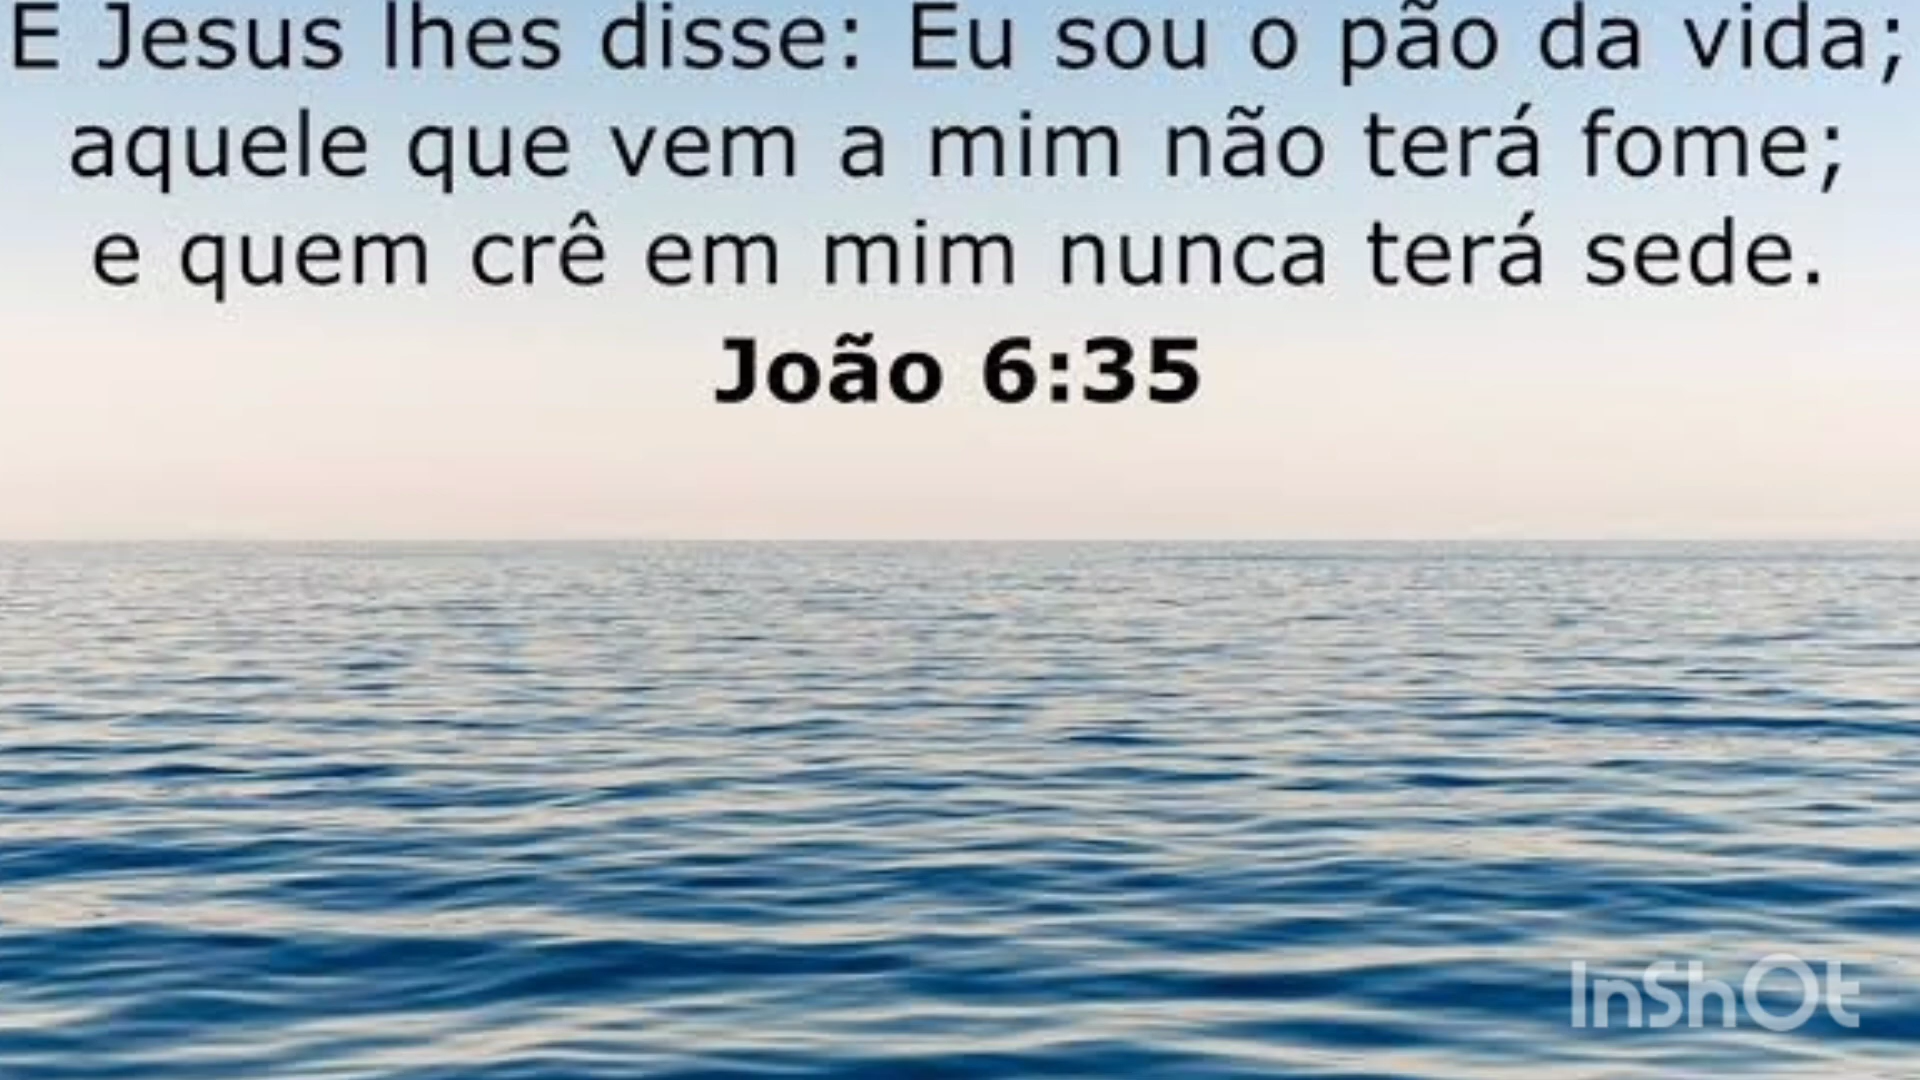 E Jesus lhes disse: Eu sou o pão da vida;
aquele que vem a mim não terá fome;
e quem crê em mim nunca terá sede.
João 6:35
InShOt